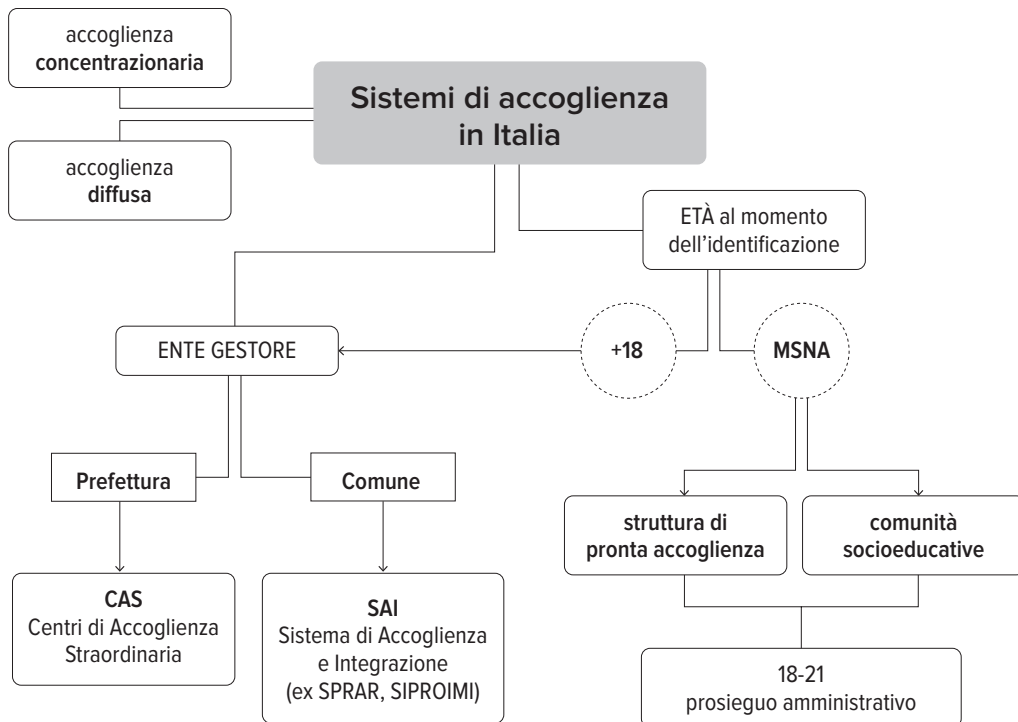 accoglienza
concentrazionaria
Sistemi di accoglienza
in Italia
accoglienza
diffusa
ETÀ al momento
dell'identificazione
ENTE GESTORE
+18
MSNA
Prefettura
Comune
struttura di
pronta accoglienza
comunità
socioeducative
CAS
Centri di Accoglienza
Straordinaria
SAI
Sistema di Accoglienza
e Integrazione
(ex SPRAR, SIPROIMI)
18-21
prosieguo amministrativo